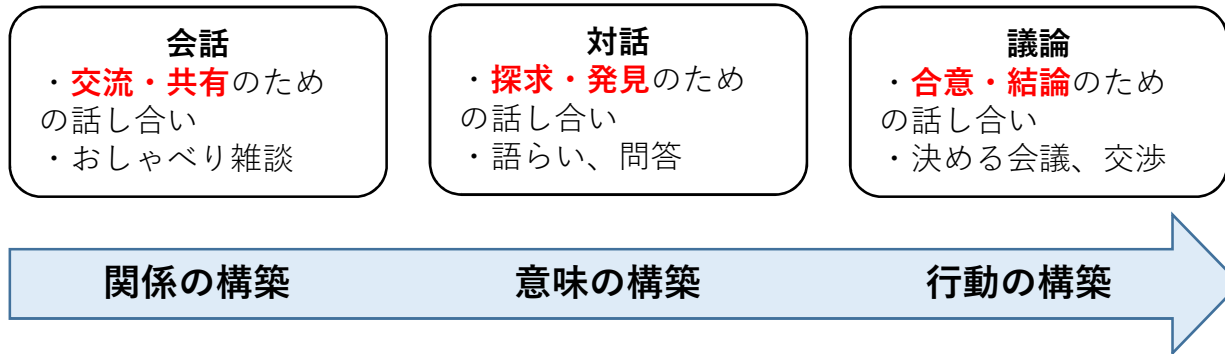 会話
・交流・共有のため
の話し合い
・おしゃべり雑談
対話
・探求・発見のため
の話し合い
・語らい、問答
議論
・合意・結論のため
の話し合い
・決める会議、交渉
関係の構築
意味の構築
行動の構築